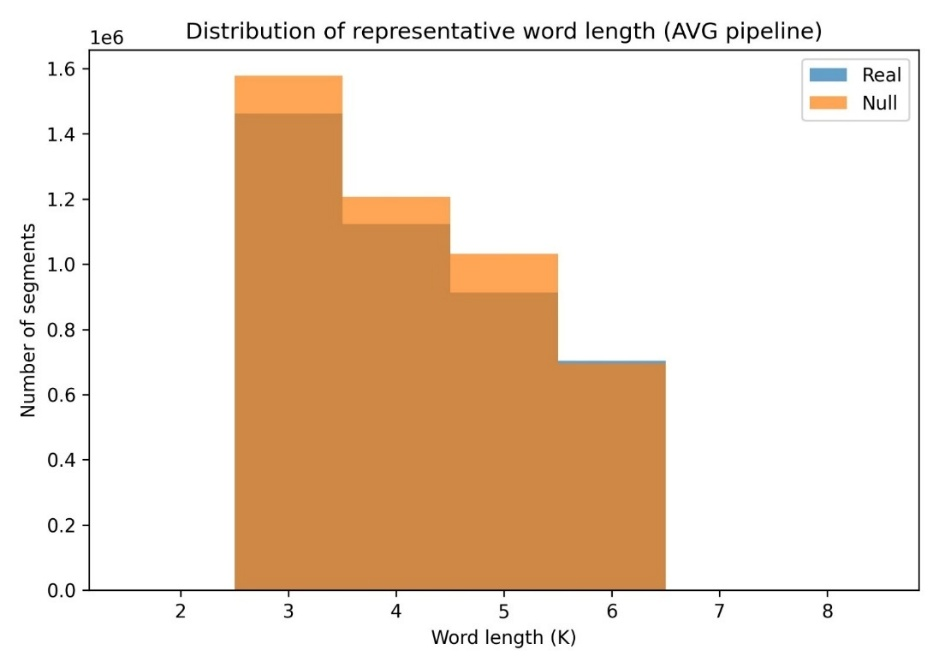 Distribution of representative word length (AVG pipeline)
1e6
Real
Null
1.6
1.4
1.2
1.0
0.8
0.6
0.4
0.2
0.0
Number of segments
2 3 4 5 6 7 8
Word length (K)